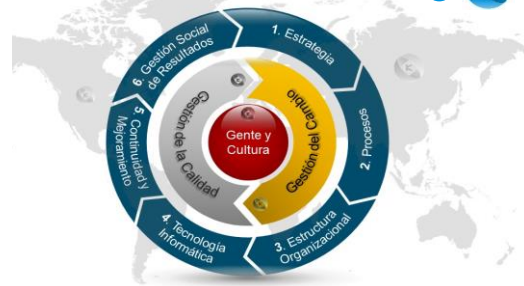 1. Estrategia
2. Procesos
3. Estructura
Organizacional
4. Tecnología
Informática
5. Continuidad y
Mejoramiento
6. Gestión Social
de Resultados
Gestión de la Calidad
Gestión del Cambio
Gente y
Cultura